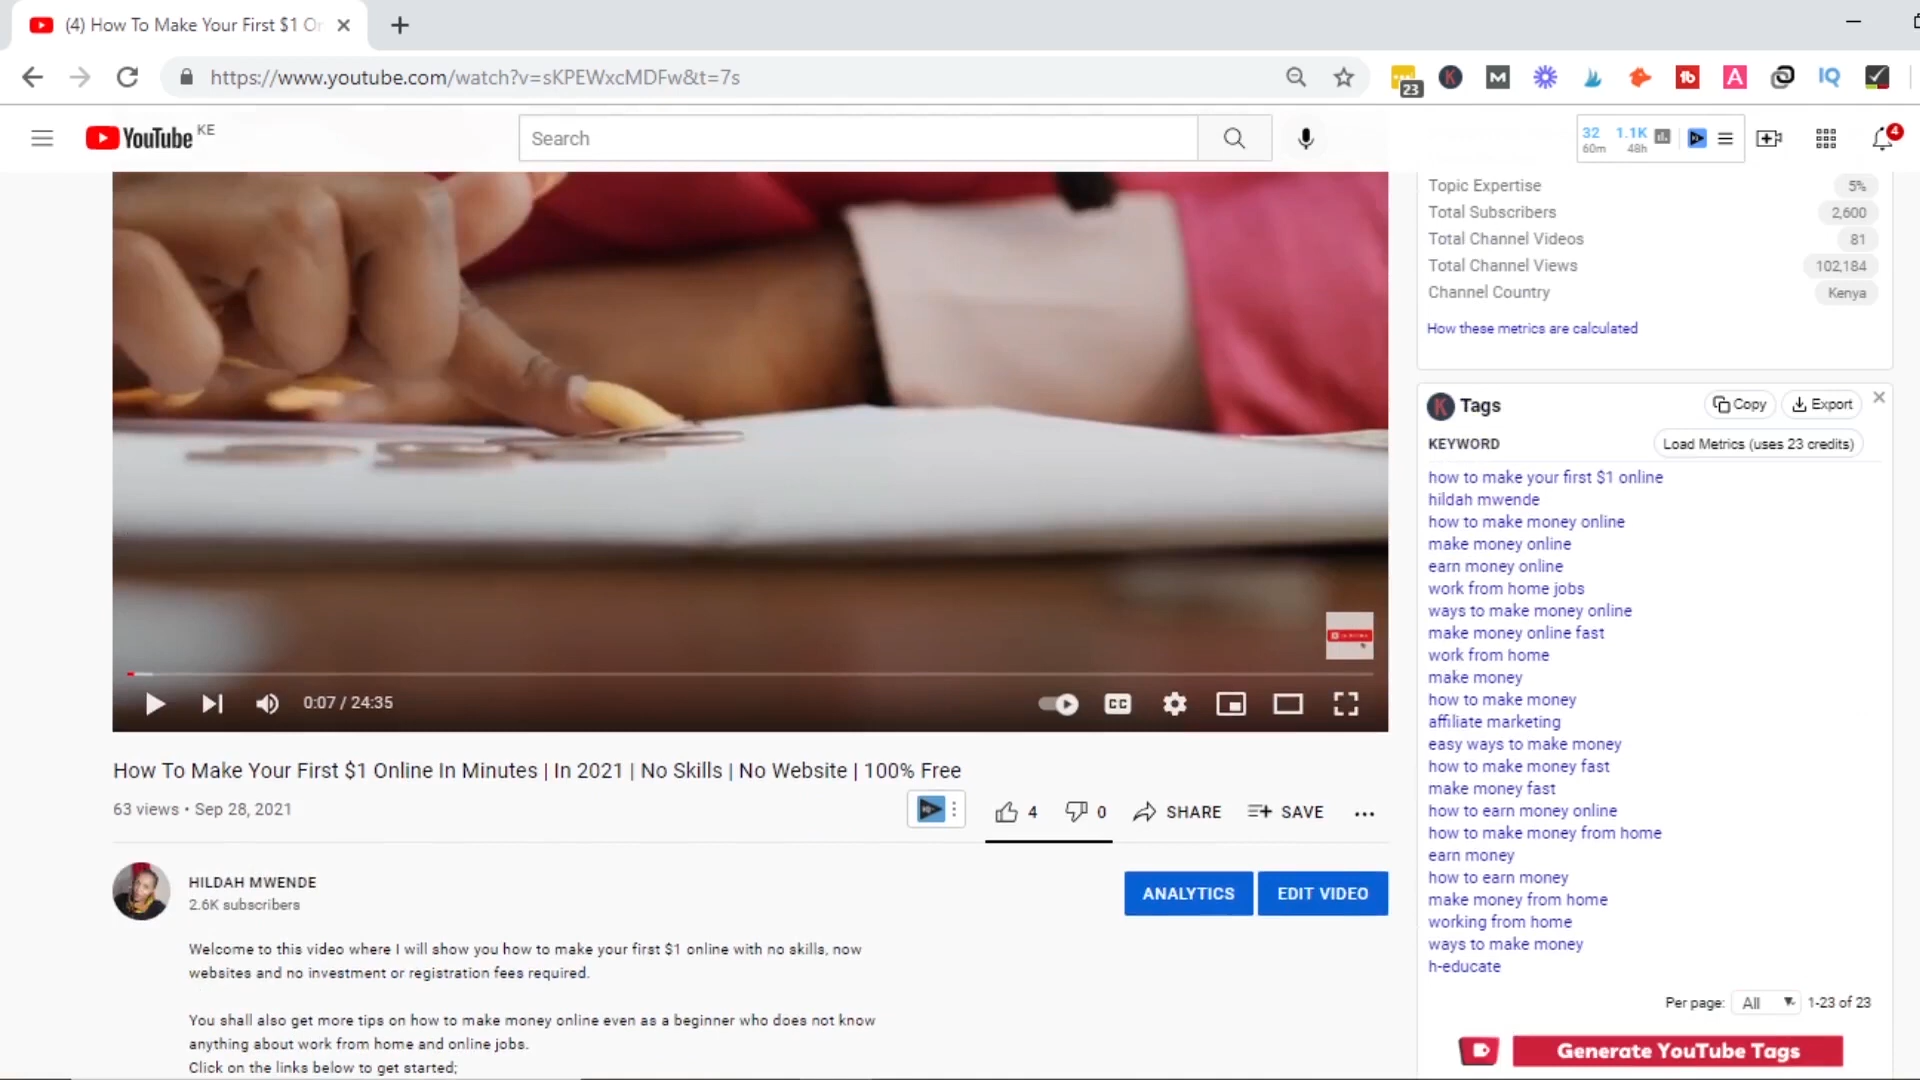 (4) How To Make Your First $1 Or
https://www.youtube.com/watch?v=sKPEWxcMDFw&t=7s
23
K
M
tb
A
IQ
YouTube KE
Search
32 1.1K
60m 48h
4
Topic Expertise 5%
Total Subscribers 2,600
Total Channel Videos 81
Total Channel Views 102,184
Channel Country Kenya
How these metrics are calculated
K Tags Copy Export
KEYWORD Load Metrics (uses 23 credits)
how to make your first $1 online
hildah mwende
how to make money online
make money online
earn money online
work from home jobs
ways to make money online
make money online fast
work from home
make money
how to make money
affiliate marketing
easy ways to make money
how to make money fast
make money fast
how to earn money online
how to make money from home
earn money
how to earn money
make money from home
working from home
ways to make money
h-educate
Per page: All 1-23 of 23
Generate YouTube Tags
0:07 / 24:35
CC
How To Make Your First $1 Online In Minutes | In 2021 | No Skills | No Website | 100% Free
63 views • Sep 28, 2021
4 0 SHARE SAVE
HILDAH MWENDE
2.6K subscribers
ANALYTICS EDIT VIDEO
Welcome to this video where I will show you how to make your first $1 online with no skills, now
websites and no investment or registration fees required.
You shall also get more tips on how to make money online even as a beginner who does not know
anything about work from home and online jobs.
Click on the links below to get started;